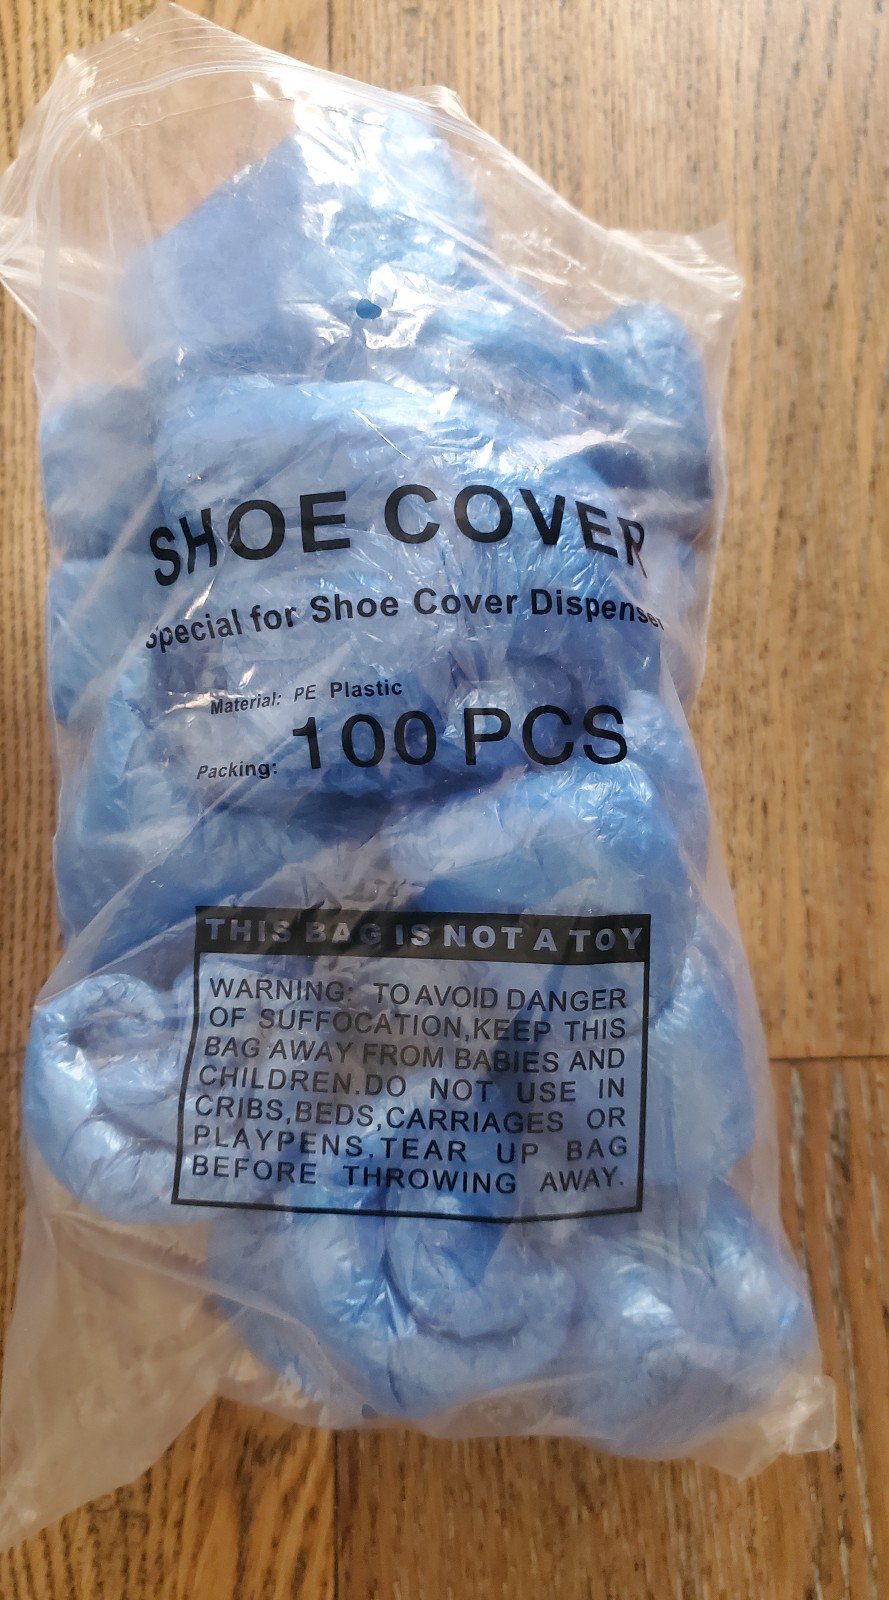 SHOE COVER
Special for Shoe Cover Dispenser
Material: PE Plastic
Packing: 100 PCS
THIS BAG IS NOT A TOY
WARNING: TO AVOID DANGER
OF SUFFOCATION,KEEP THIS
BAG AWAY FROM BABIES AND
CHILDREN.DO NOT USE IN
CRIBS,BEDS,CARRIAGES OR
PLAYPENS,TEAR UP BAG
BEFORE THROWING AWAY.